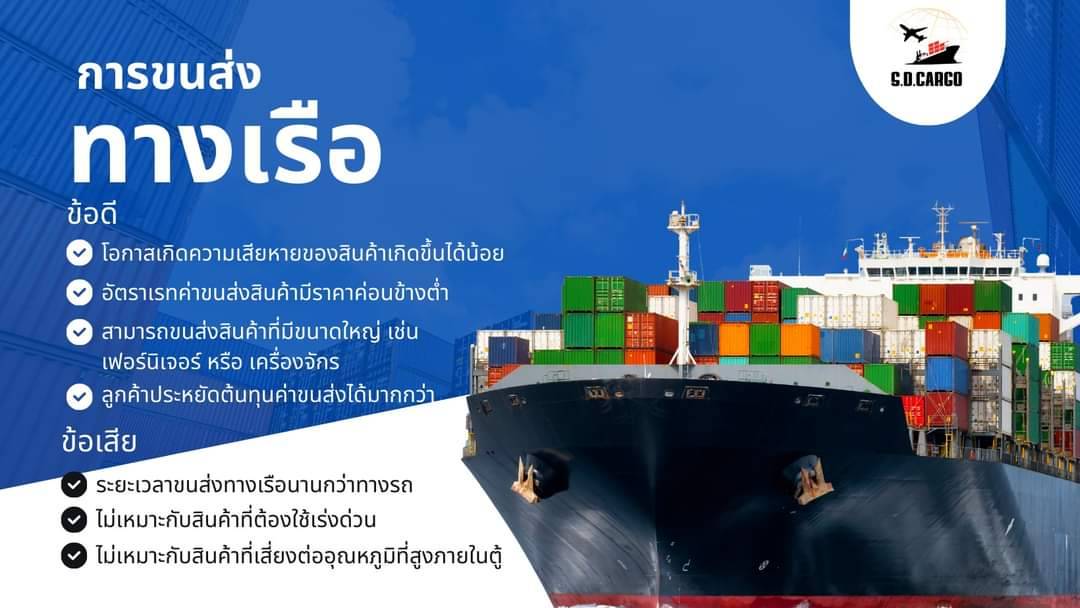 S.D.CARGO
การขนส่ง
ทางเรือ
ข้อดี
โอกาสเกิดความเสียหายของสินค้าเกิดขึ้นได้น้อย
อัตราเรทค่าขนส่งสินค้ามีราคาค่อนข้างต่ำ
สามารถขนส่งสินค้าที่มีขนาดใหญ่ เช่น
เฟอร์นิเจอร์ หรือ เครื่องจักร
ลูกค้าประหยัดต้นทุนค่าขนส่งได้มากกว่า
ข้อเสีย
ระยะเวลาขนส่งทางเรือนานกว่าทางรถ
ไม่เหมาะกับสินค้าที่ต้องใช้เร่งด่วน
ไม่เหมาะกับสินค้าที่เสี่ยงต่ออุณหภูมิที่สูงภายในตู้